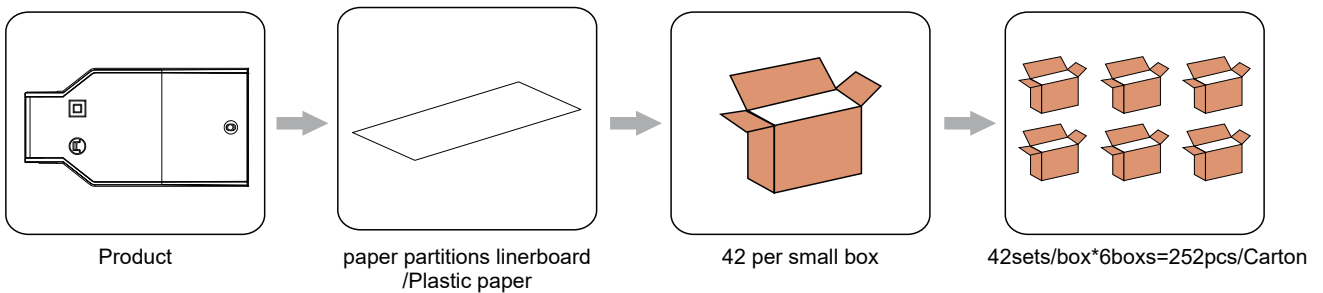 Product
paper partitions linerboard
/Plastic paper
42 per small box
42sets/box*6boxs=252pcs/Carton